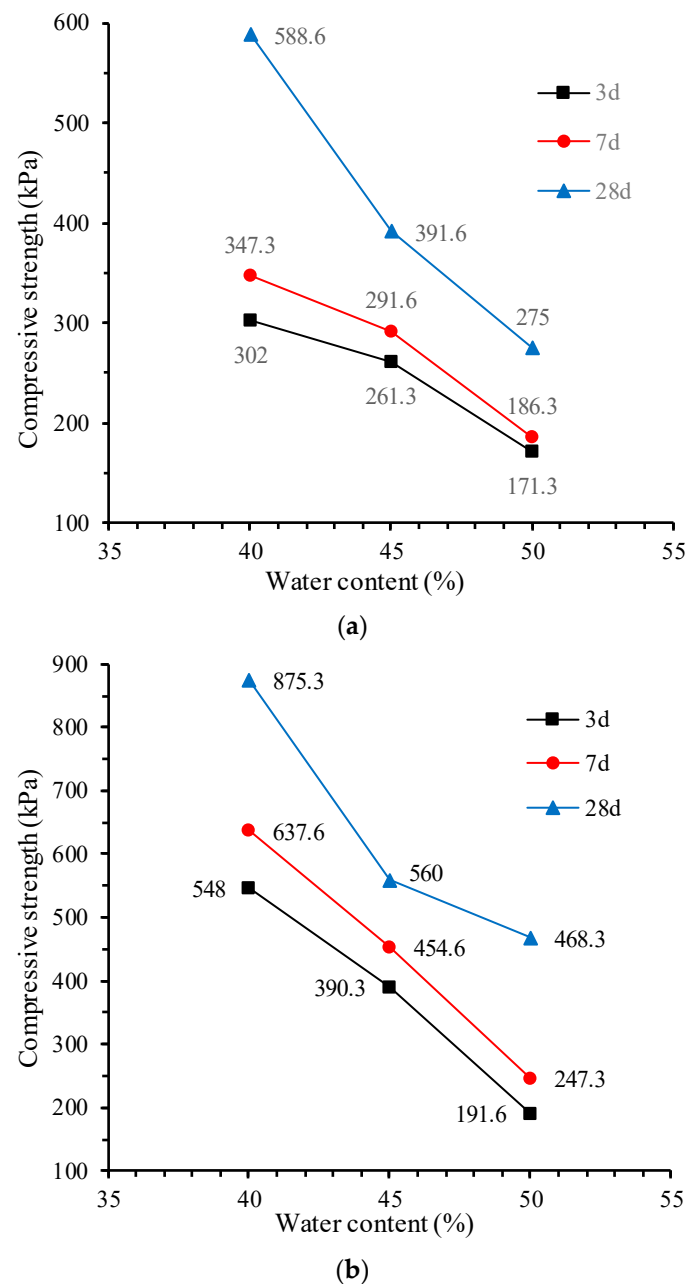 600
588.6
3d
500
7d
28d
Compressive strength (kPa)
400
391.6
347.3
291.6
300
275
302
261.3
200
186.3
171.3
100
35 40 45 50 55
Water content (%)
(a)
900
875.3
3d
800
7d
700
28d
Compressive strength (kPa)
637.6
600
560
548
500
468.3
454.6
400
390.3
300
247.3
200
191.6
100
35 40 45 50 55
Water content (%)
(b)